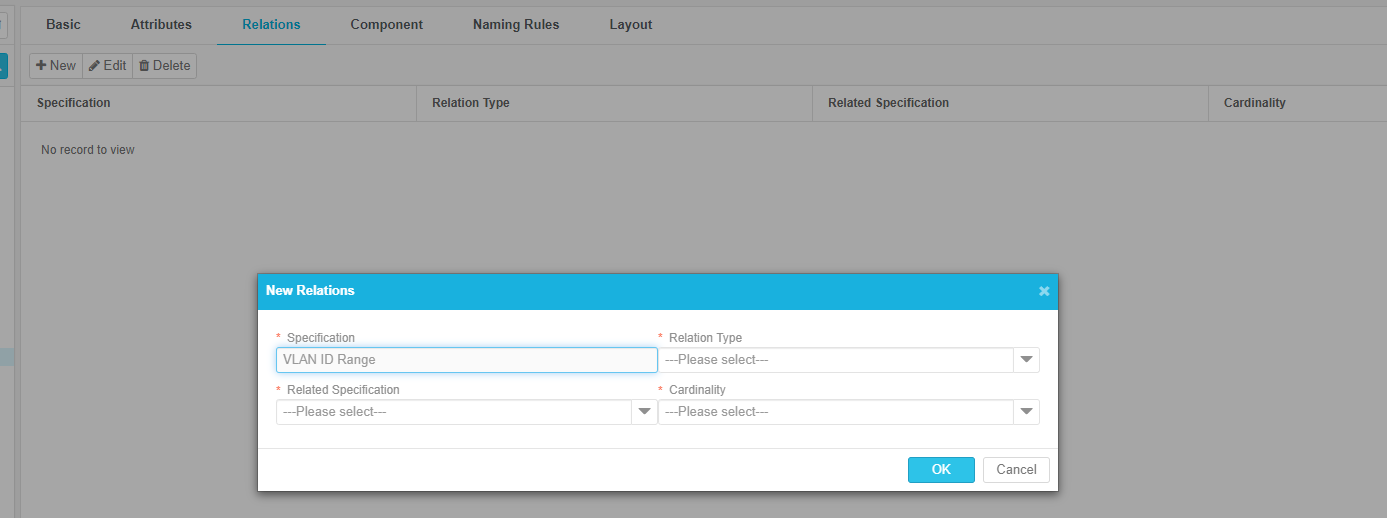 Basic Attributes Relations Component Naming Rules Layout
New Edit Delete
Specification Relation Type Related Specification Cardinality
No record to view
New Relations
* Specification * Relation Type
VLAN ID Range ---Please select---
* Related Specification * Cardinality
---Please select--- ---Please select---
OK Cancel